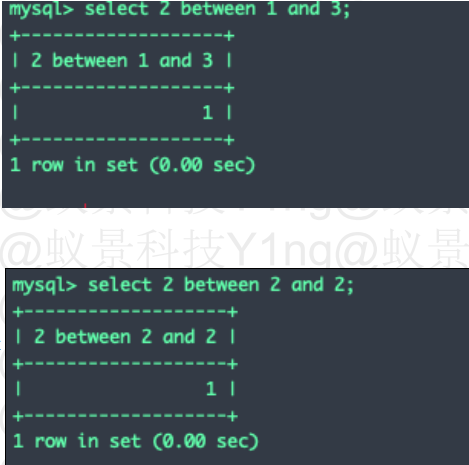 mysql> select 2 between 1 and 3;
+-------------------+
| 2 between 1 and 3 |
+-------------------+
|                 1 |
+-------------------+
1 row in set (0.00 sec)
@蚁景科技Y1ng@蚁景
mysql> select 2 between 2 and 2;
+-------------------+
| 2 between 2 and 2 |
+-------------------+
|                 1 |
+-------------------+
1 row in set (0.00 sec)